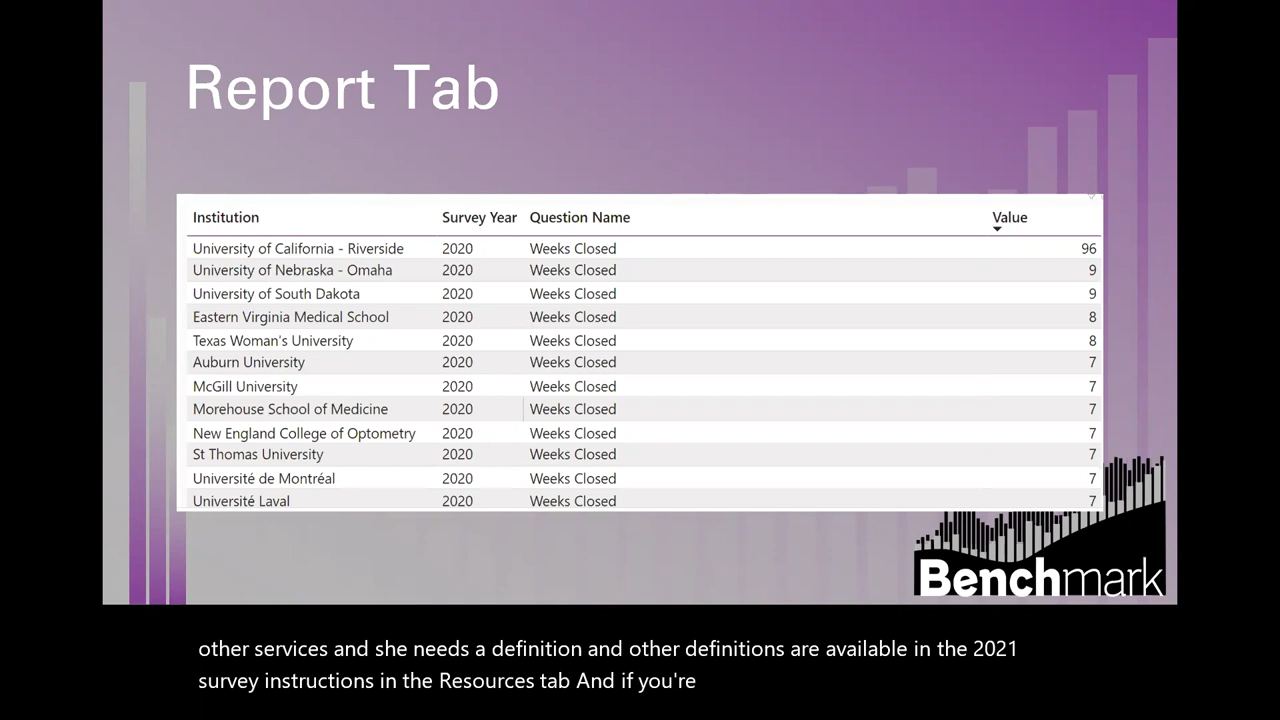 Report Tab
Institution Survey Year Question Name Value
University of California - Riverside 2020 Weeks Closed 96
University of Nebraska - Omaha 2020 Weeks Closed 9
University of South Dakota 2020 Weeks Closed 9
Eastern Virginia Medical School 2020 Weeks Closed 8
Texas Woman's University 2020 Weeks Closed 8
Auburn University 2020 Weeks Closed 7
McGill University 2020 Weeks Closed 7
Morehouse School of Medicine 2020 Weeks Closed 7
New England College of Optometry 2020 Weeks Closed 7
St Thomas University 2020 Weeks Closed 7
Université de Montréal 2020 Weeks Closed 7
Université Laval 2020 Weeks Closed 7
Benchmark
other services and she needs a definition and other definitions are available in the 2021
survey instructions in the Resources tab And if you're